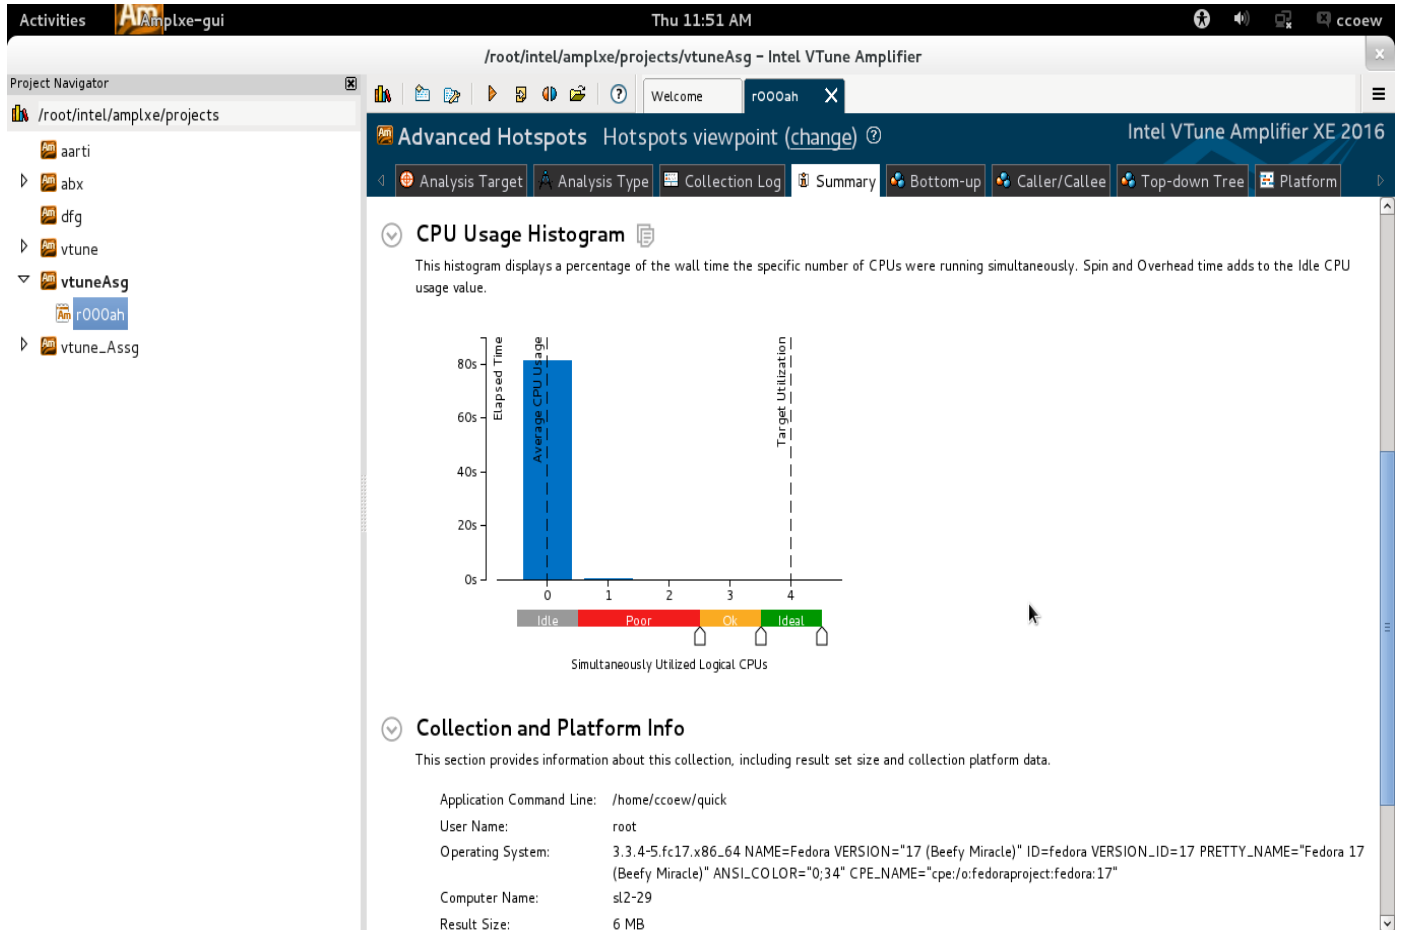 Activities
Amplxe-gui
Thu 11:51 AM
ccoew
/root/intel/amplxe/projects/vtuneAsg - Intel VTune Amplifier
Project Navigator
/root/intel/amplxe/projects
aarti
abx
dfg
vtune
vtuneAsg
r000ah
vtune_Assg
Welcome
r000ah
Advanced Hotspots Hotspots viewpoint (change)
Intel VTune Amplifier XE 2016
Analysis Target
Analysis Type
Collection Log
Summary
Bottom-up
Caller/Callee
Top-down Tree
Platform
CPU Usage Histogram
This histogram displays a percentage of the wall time the specific number of CPUs were running simultaneously. Spin and Overhead time adds to the Idle CPU
usage value.
Elapsed Time
Average CPU Usage
Target Utilization
80s
60s
40s
20s
0s
0 1 2 3 4
Idle Poor Ok Ideal
Simultaneously Utilized Logical CPUs
Collection and Platform Info
This section provides information about this collection, including result set size and collection platform data.
Application Command Line: /home/ccoew/quick
User Name: root
Operating System: 3.3.4-5.fc17.x86_64 NAME=Fedora VERSION="17 (Beefy Miracle)" ID=fedora VERSION_ID=17 PRETTY_NAME="Fedora 17
(Beefy Miracle)" ANSI_COLOR="0;34" CPE_NAME="cpe:/o:fedoraproject:fedora:17"
Computer Name: sl2-29
Result Size: 6 MB